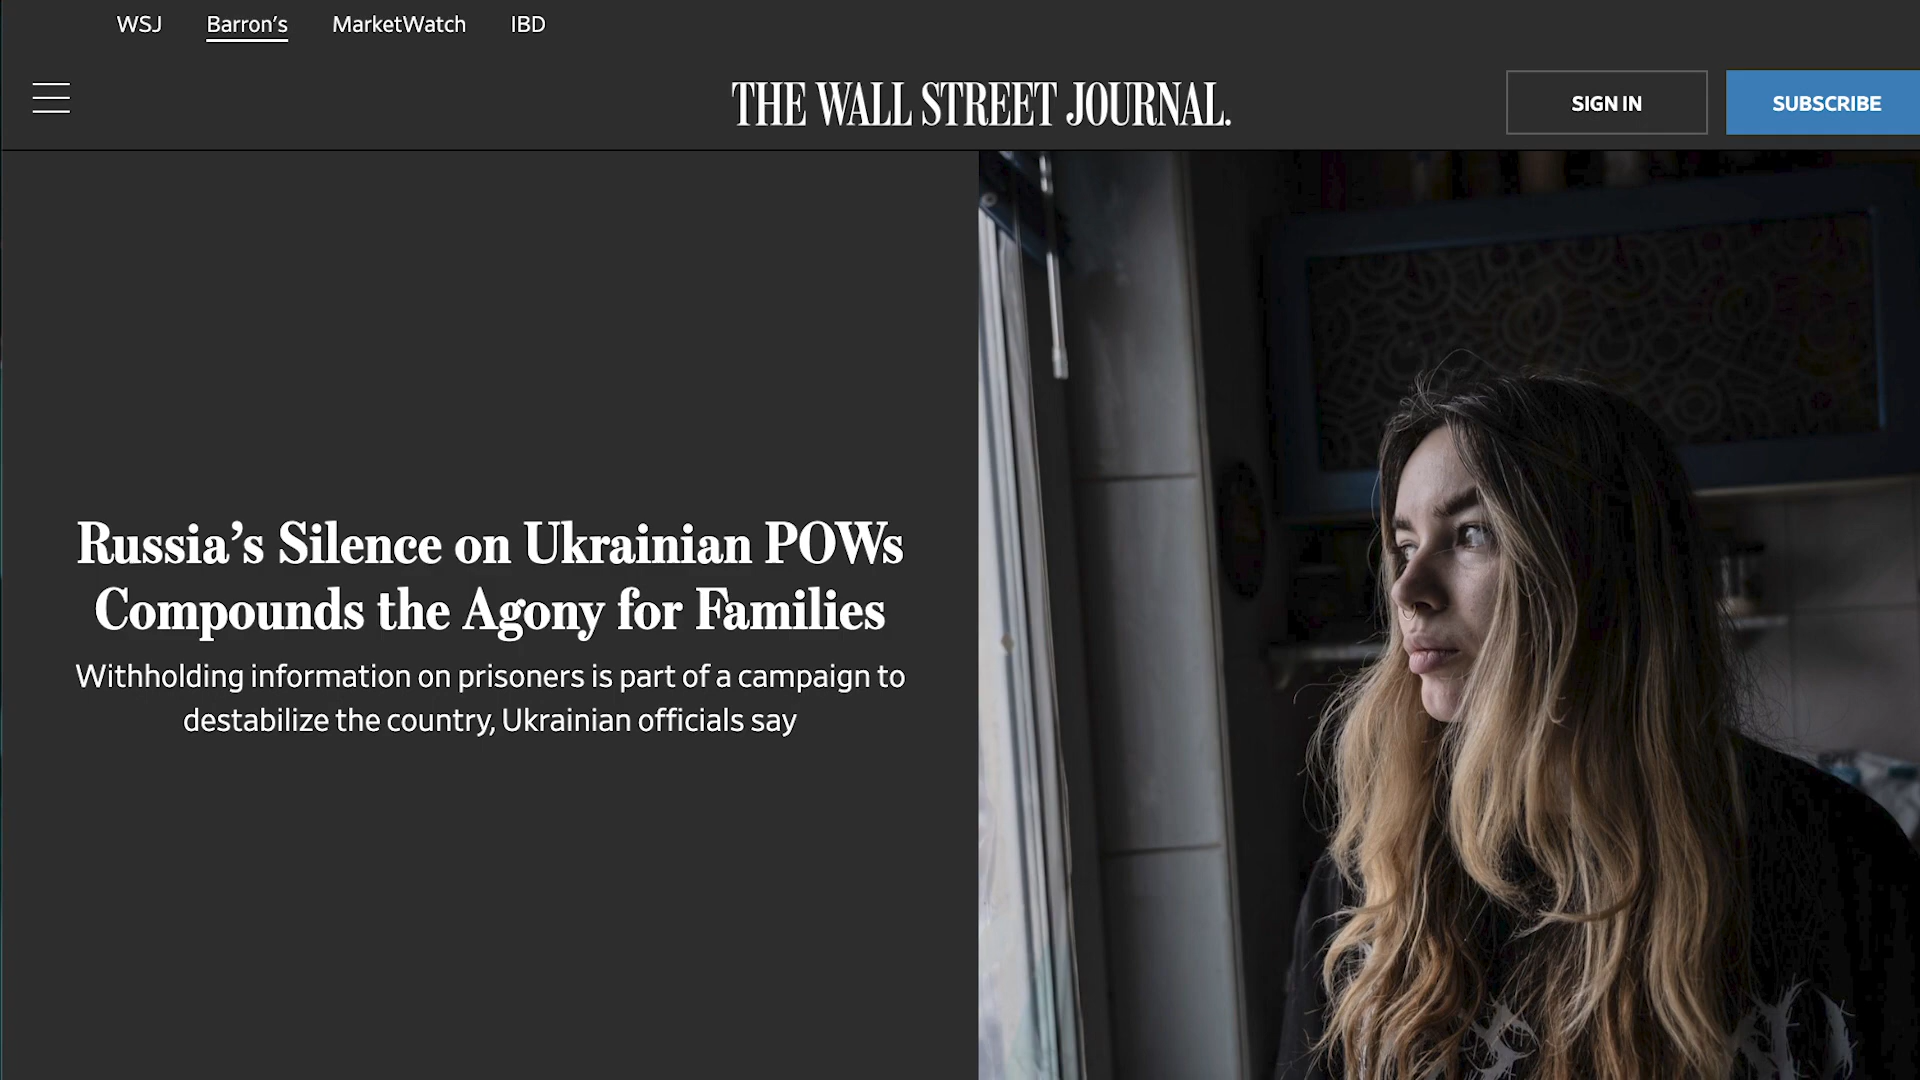 WSJ Barron’s MarketWatch IBD
THE WALL STREET JOURNAL.
SIGN IN
SUBSCRIBE
Russia’s Silence on Ukrainian POWs
Compounds the Agony for Families
Withholding information on prisoners is part of a campaign to
destabilize the country, Ukrainian officials say